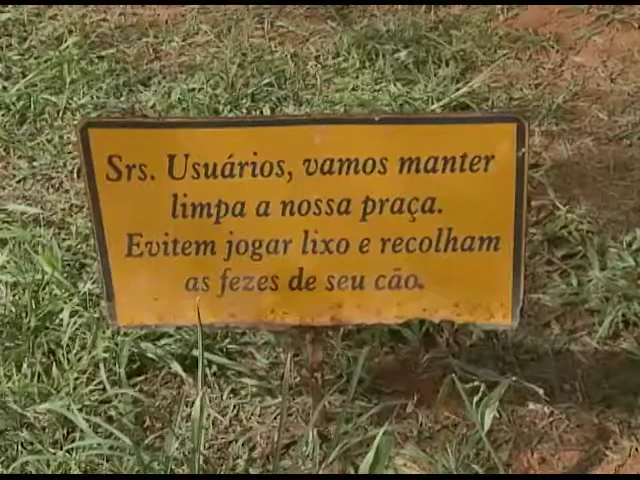 Srs. Usuários, vamos manter
limpa a nossa praça.
Evitem jogar lixo e recolham
as fezes de seu cão.